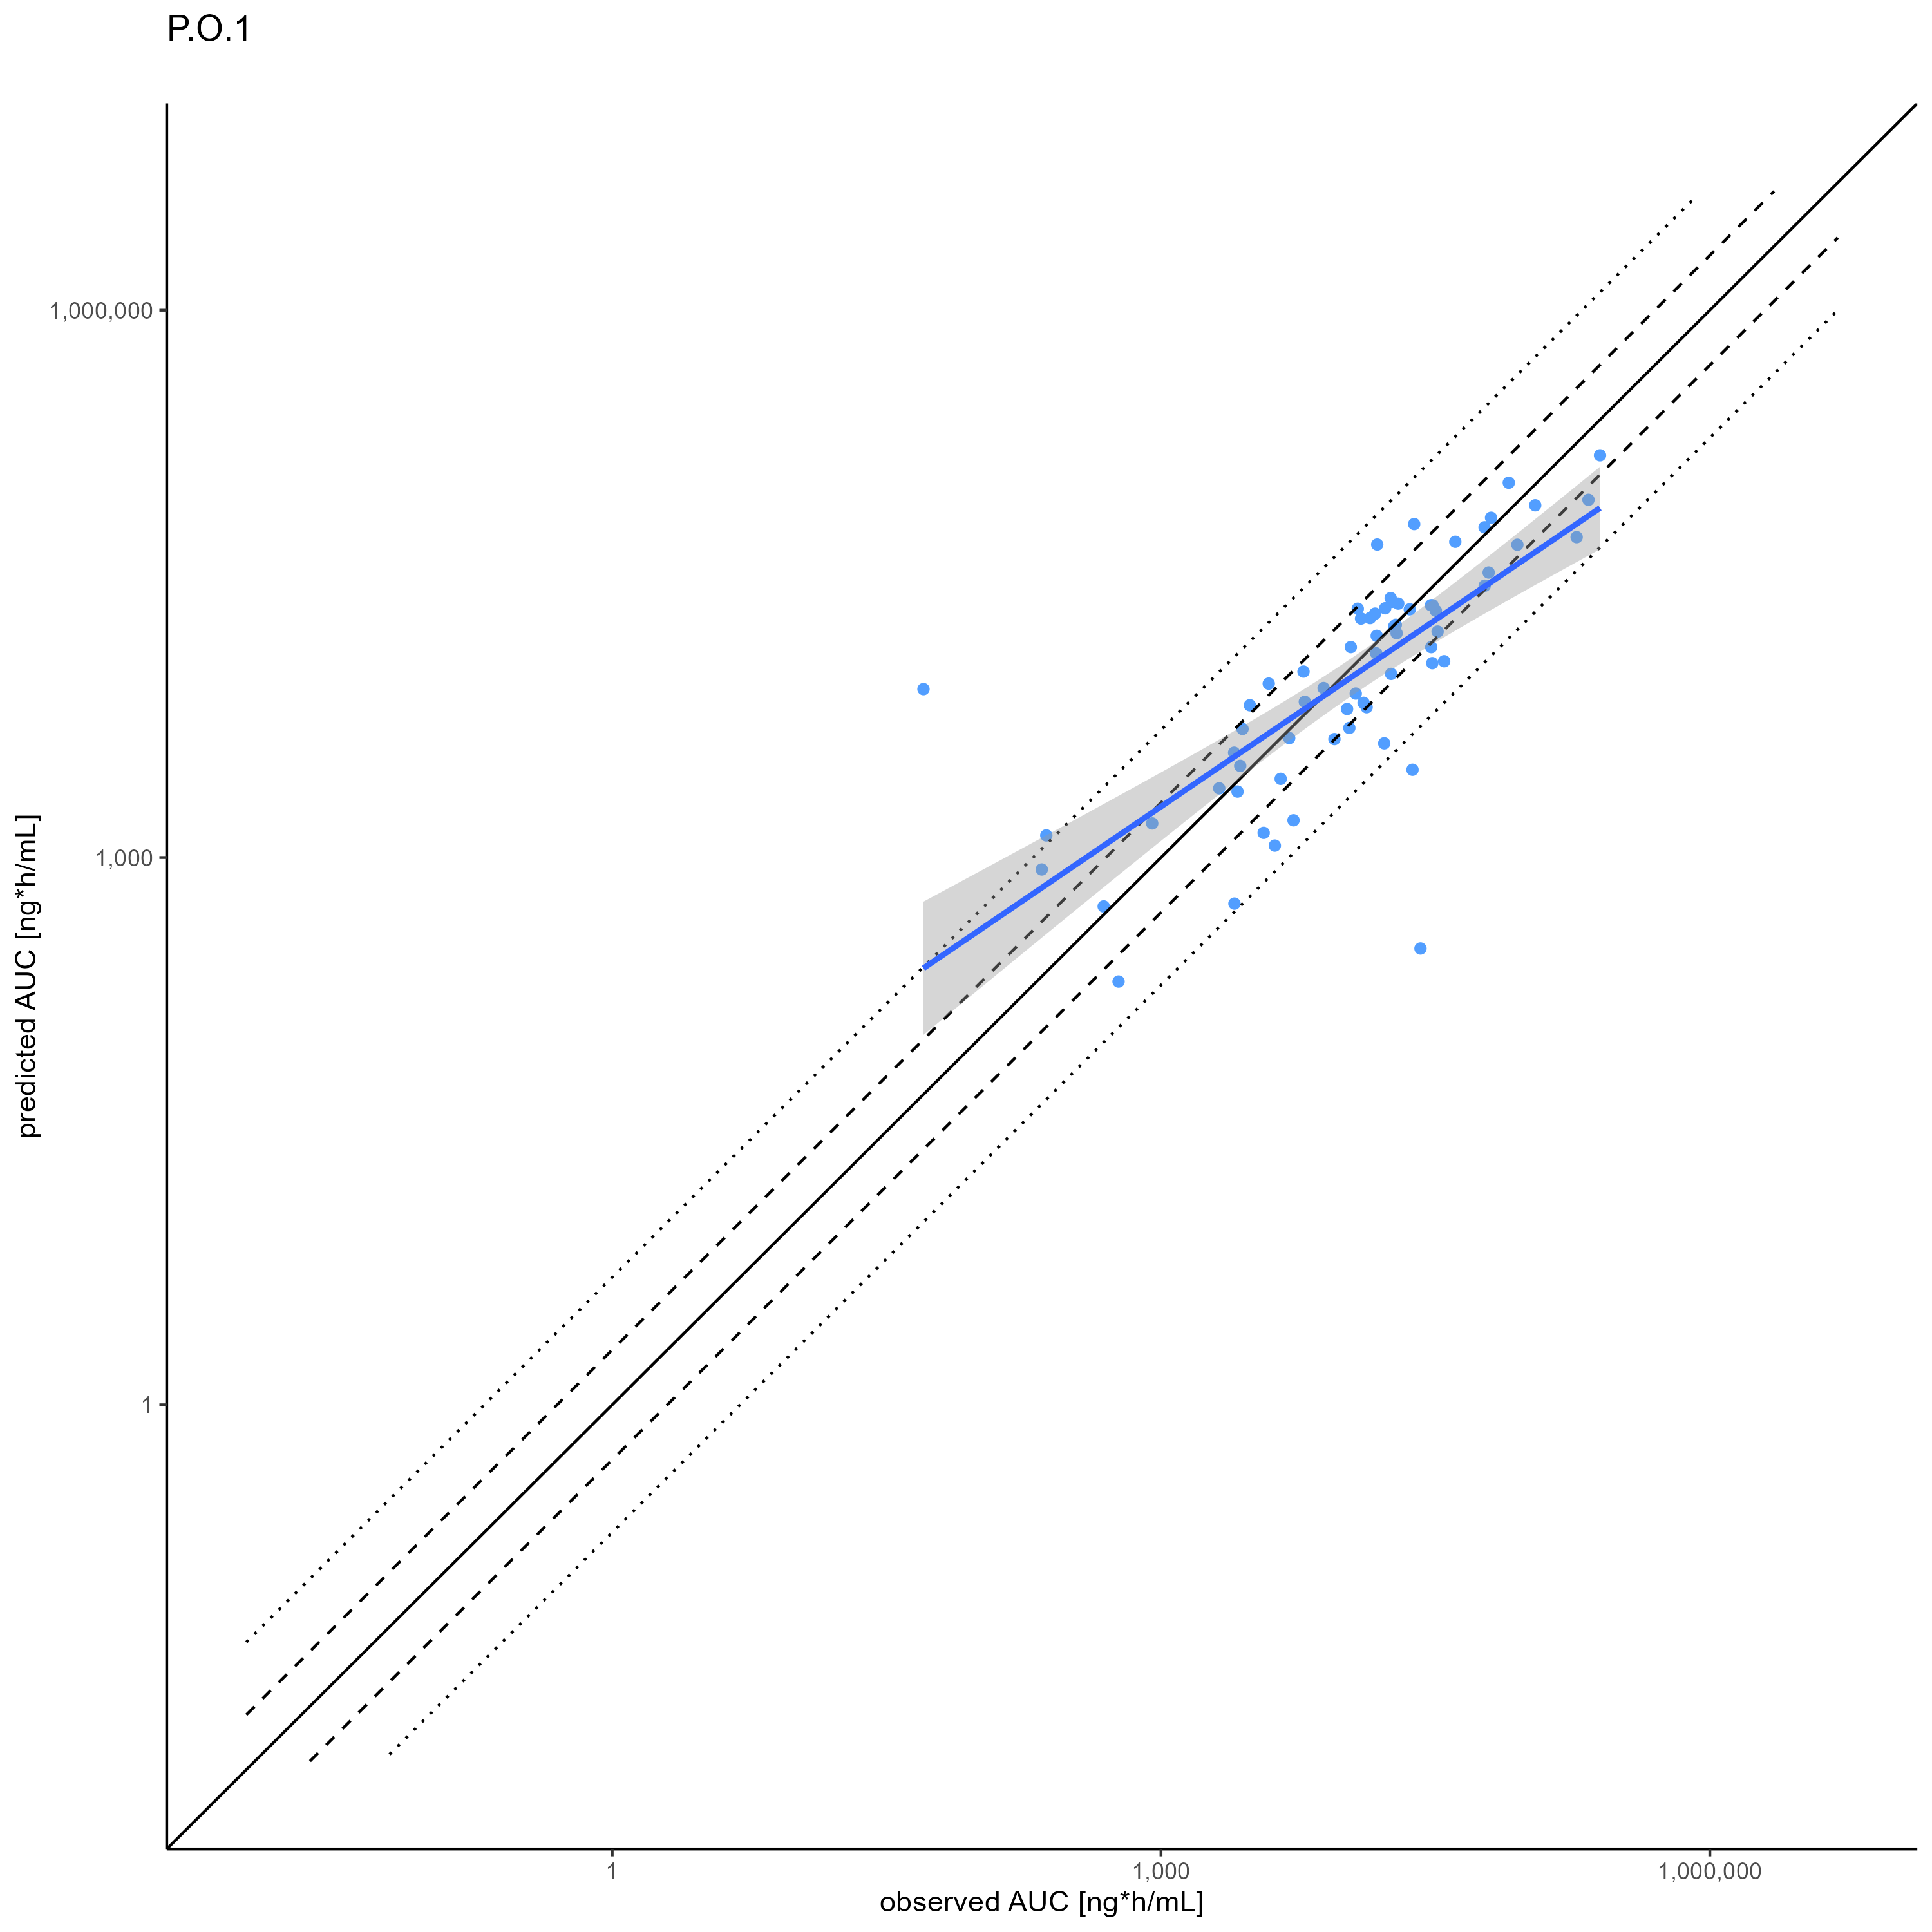 P.O.1
predicted AUC [ng*h/mL]
1,000,000
1,000
1
1
1,000
1,000,000
observed AUC [ng*h/mL]